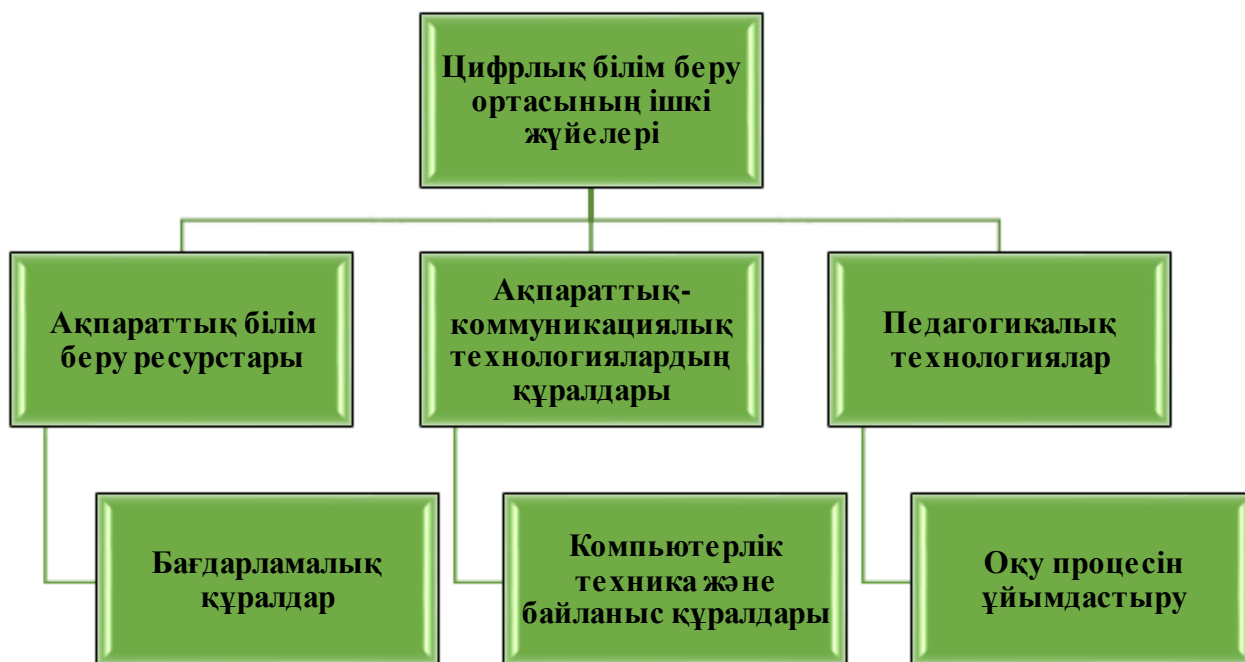 Цифрлық білім беру
ортасының ішкі
жүйелері
Ақпараттық білім
беру ресурстары
Ақпараттық-
коммуникациялық
технологиялардың
құралдары
Педагогикалық
технологиялар
Бағдарламалық
құралдар
Компьютерлік
техника және
байланыс құралдары
Оқу процесін
ұйымдастыру